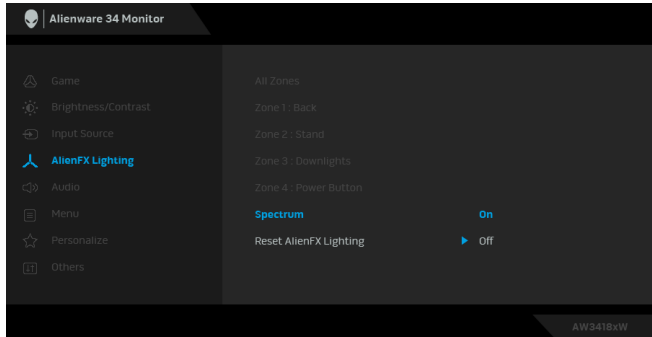 Alienware 34 Monitor
Game
All Zones
Brightness/Contrast
Zone 1 : Back
Input Source
Zone 2 : Stand
AlienFX Lighting
Zone 3 : Downlights
Audio
Zone 4 : Power Button
Menu
Spectrum On
Personalize
Reset AlienFX Lighting Off
Others
AW3418xW